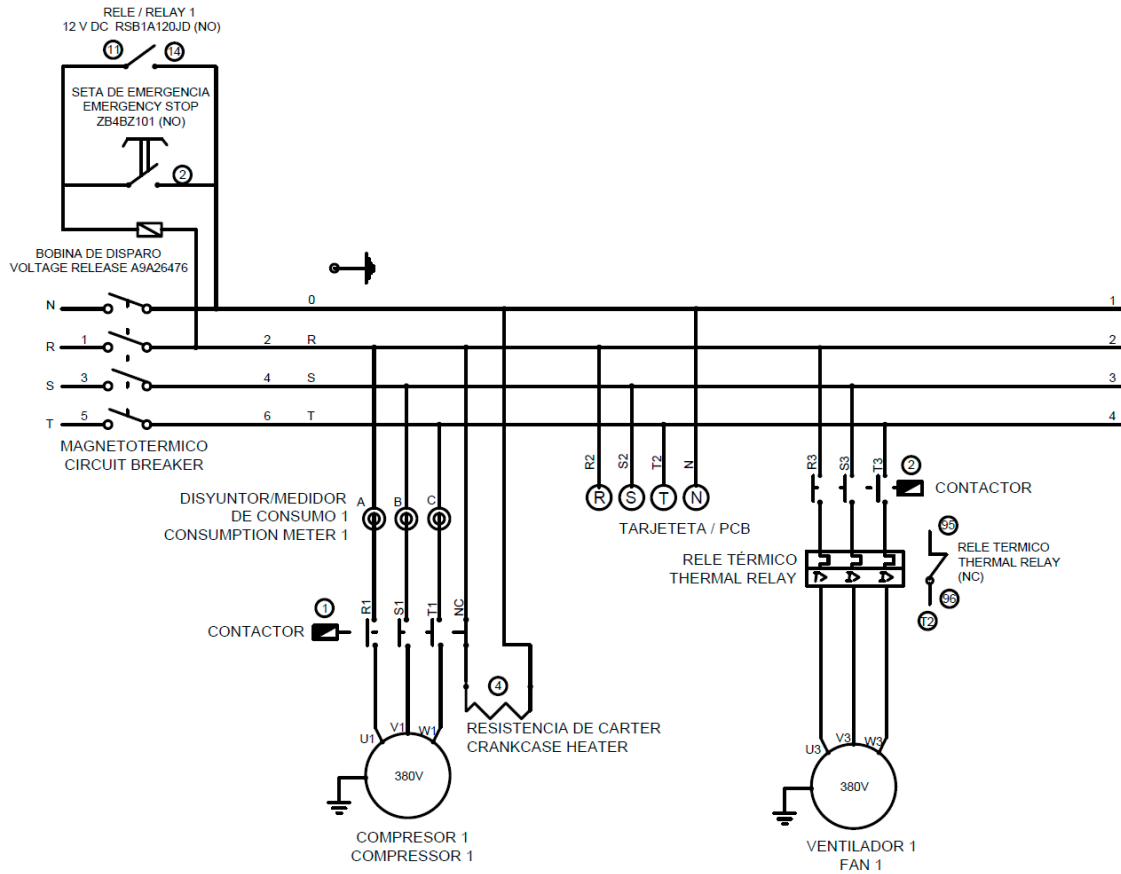 RELE / RELAY 1
12 V DC RSB1A120JD (NO)
11
14
SETA DE EMERGENCIA
EMERGENCY STOP
ZB4BZ101 (NO)
2
BOBINA DE DISPARO
VOLTAGE RELEASE A9A26476
N
0
1
R
1
2
R
2
S
3
4
S
3
T
5
6
T
4
MAGNETOTERMICO
CIRCUIT BREAKER
DISYUNTOR/MEDIDOR
DE CONSUMO 1
CONSUMPTION METER 1
A
B
C
R2
S2
T2
N
R
S
T
N
TARJETETA / PCB
R3
S3
T3
2
CONTACTOR
RELE TÉRMICO
THERMAL RELAY
95
RELE TERMICO
THERMAL RELAY
(NC)
96
T2
CONTACTOR
1
R1
S1
T1
NC
4
RESISTENCIA DE CARTER
CRANKCASE HEATER
U1
V1
W1
380V
COMPRESOR 1
COMPRESSOR 1
U3
V3
W3
380V
VENTILADOR 1
FAN 1